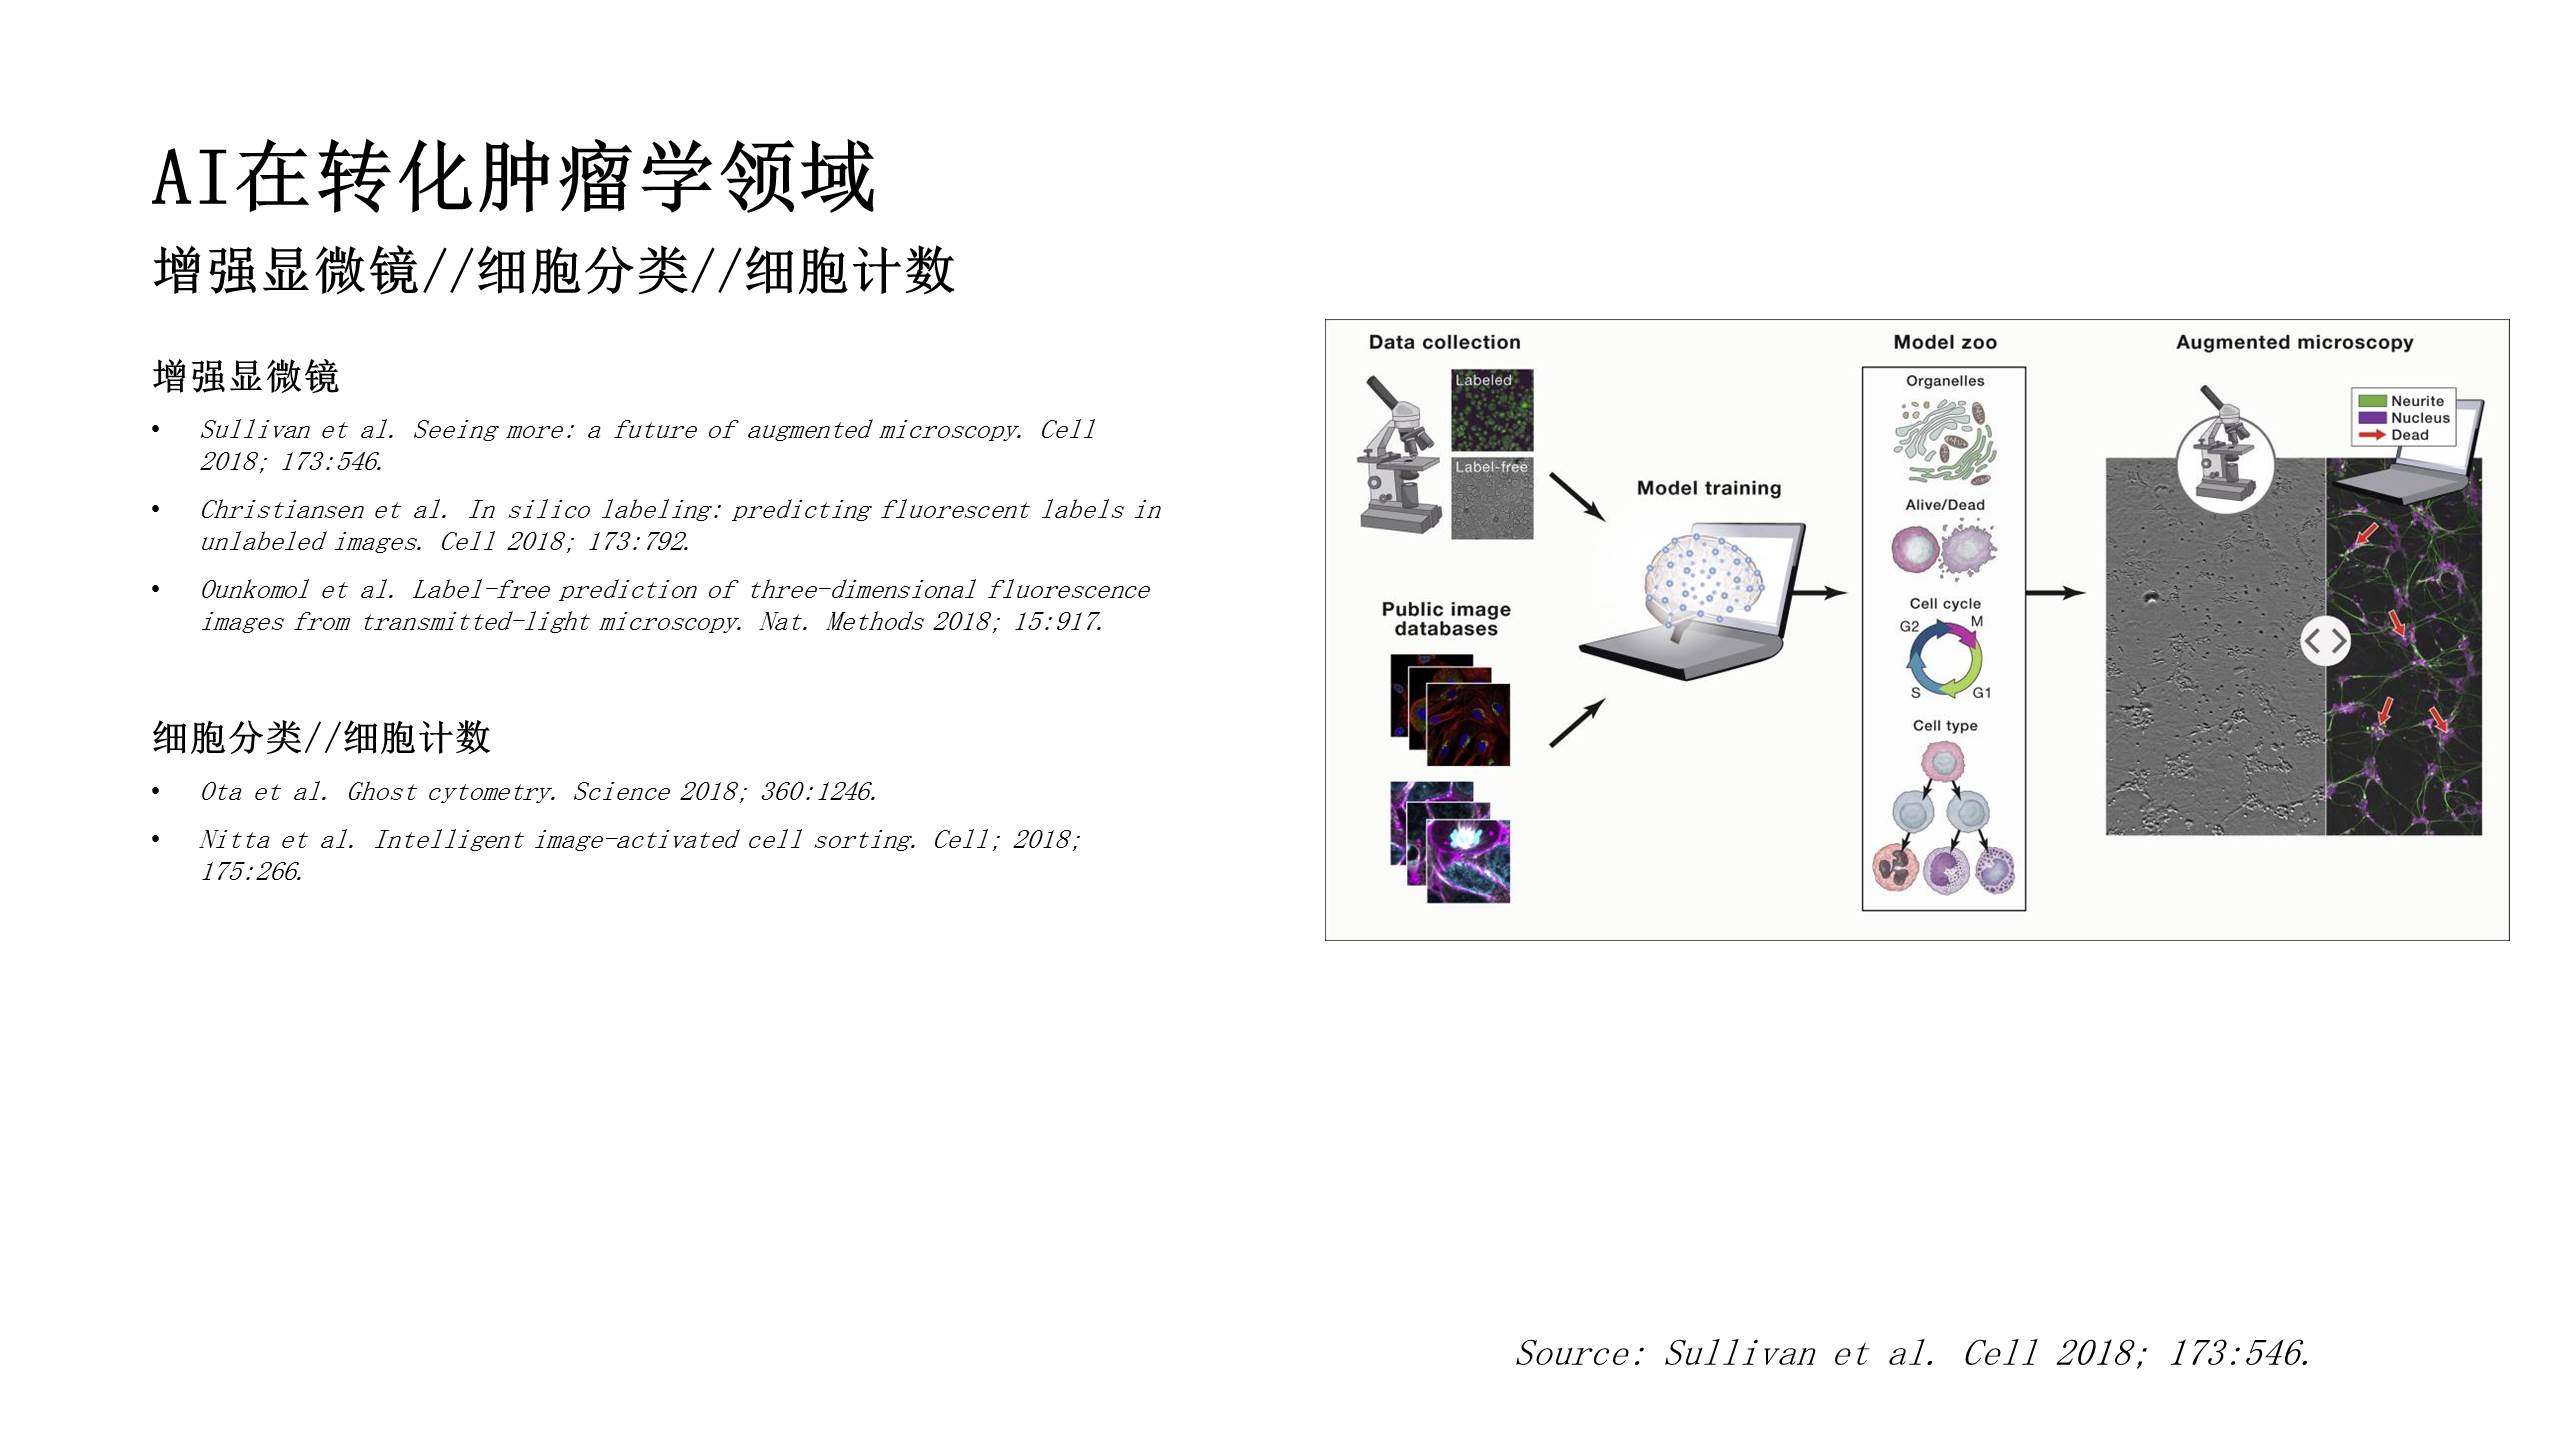 AI在转化肿瘤学领域
增强显微镜//细胞分类//细胞计数
增强显微镜
• Sullivan et al. Seeing more: a future of augmented microscopy. Cell
2018; 173:546.
• Christiansen et al. In silico labeling: predicting fluorescent labels in
unlabeled images. Cell 2018; 173:792.
• Ounkomol et al. Label-free prediction of three-dimensional fluorescence
images from transmitted-light microscopy. Nat. Methods 2018; 15:917.
细胞分类//细胞计数
• Ota et al. Ghost cytometry. Science 2018; 360:1246.
• Nitta et al. Intelligent image-activated cell sorting. Cell; 2018;
175:266.
Data collection
Labeled
Label-free
Public image
databases
Model training
Model zoo
Organelles
Alive/Dead
Cell cycle
G2
M
S
G1
Cell type
Augmented microscopy
Neurite
Nucleus
Dead
Source: Sullivan et al. Cell 2018; 173:546.